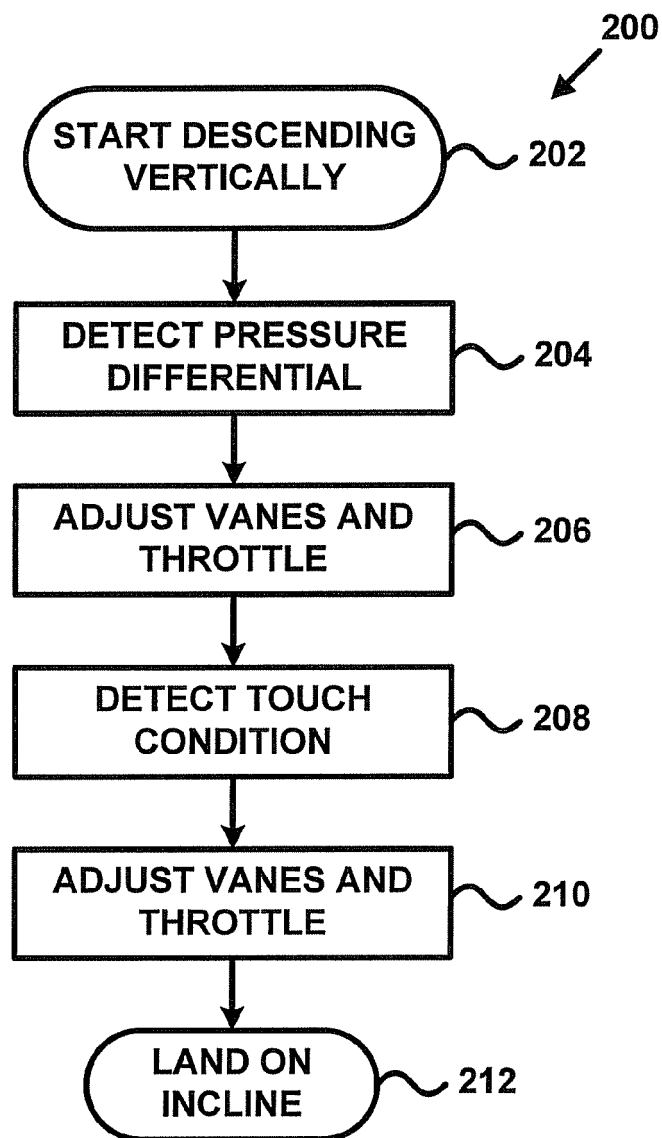 200
START DESCENDING
VERTICALLY
202
DETECT PRESSURE
DIFFERENTIAL
204
ADJUST VANES AND
THROTTLE
206
DETECT TOUCH
CONDITION
208
ADJUST VANES AND
THROTTLE
210
LAND ON
INCLINE
212